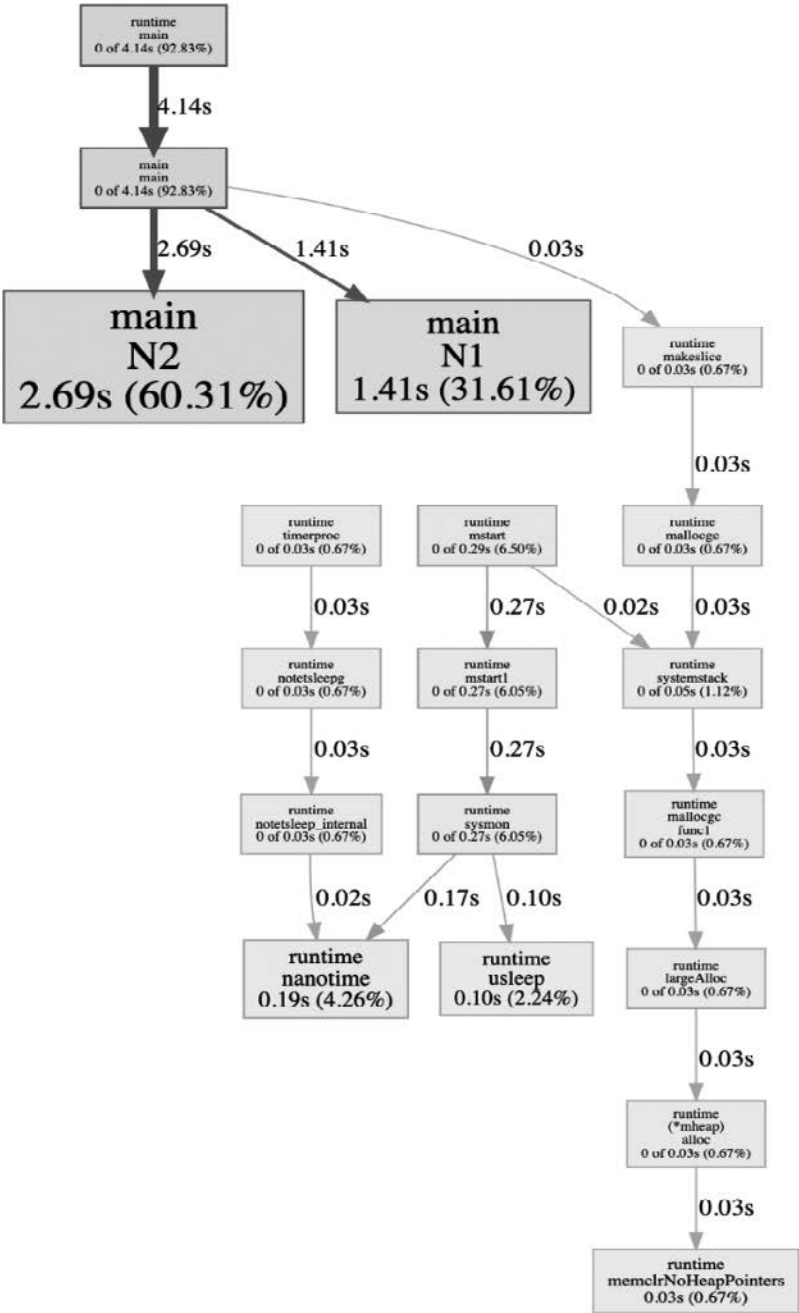 runtime
main
0 of 4.14s (92.83%)
4.14s
main
main
0 of 4.14s (92.83%)
2.69s
1.41s
0.03s
main
N2
2.69s (60.31%)
main
N1
1.41s (31.61%)
runtime
makeslice
0 of 0.03s (0.67%)
0.03s
runtime
timerproc
0 of 0.03s (0.67%)
runtime
mstart
0 of 0.29s (6.50%)
runtime
mallocgc
0 of 0.03s (0.67%)
0.03s
0.27s
0.02s
0.03s
runtime
notetsleepg
0 of 0.03s (0.67%)
runtime
mstart1
0 of 0.27s (6.05%)
runtime
systemstack
0 of 0.05s (1.12%)
0.03s
0.27s
0.03s
runtime
notetsleep_internal
0 of 0.03s (0.67%)
runtime
sysmon
0 of 0.27s (6.05%)
runtime
mallocgc
func1
0 of 0.03s (0.67%)
0.02s
0.17s
0.10s
0.03s
runtime
nanotime
0.19s (4.26%)
runtime
usleep
0.10s (2.24%)
runtime
largeAlloc
0 of 0.03s (0.67%)
0.03s
runtime
(*mheap)
alloc
0 of 0.03s (0.67%)
0.03s
runtime
memclrNoHeapPointers
0.03s (0.67%)